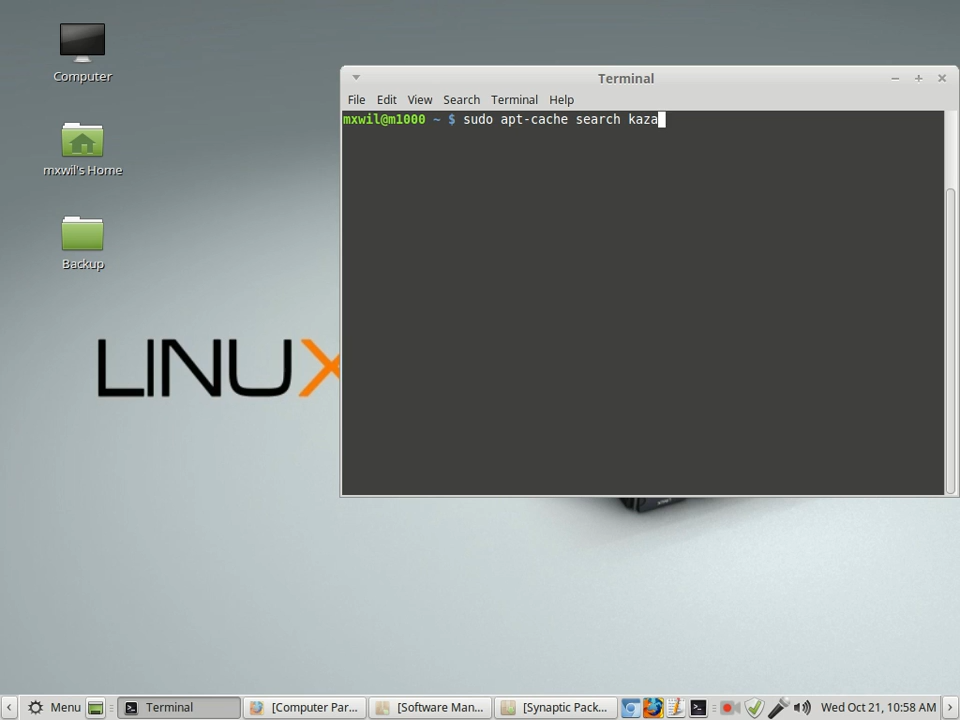 Computer
mxwil's Home
Backup
LINUX
Terminal
File Edit View Search Terminal Help
mxwil@m1000 ~ $ sudo apt-cache search kaza
Menu
Terminal
[Computer Par...
[Software Man...
[Synaptic Pack...
Wed Oct 21, 10:58 AM